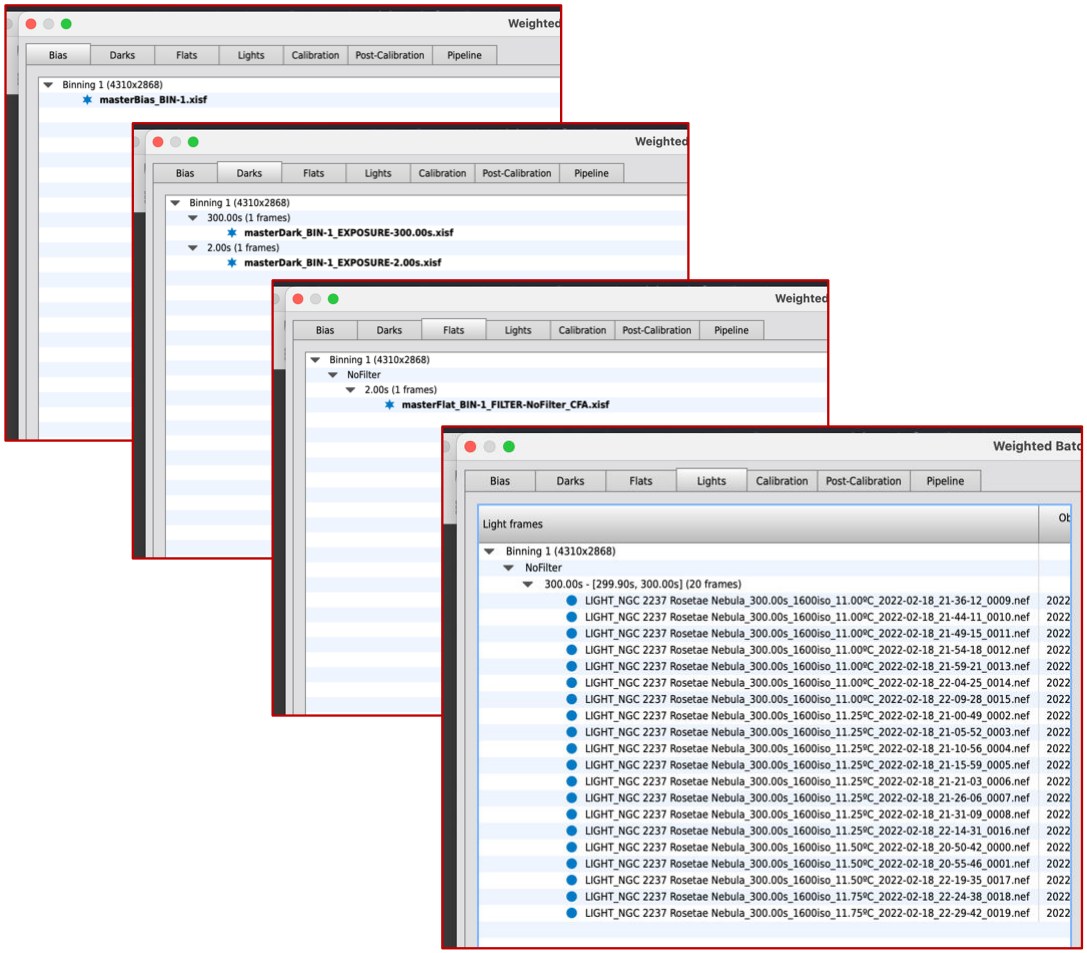 Weighted
Bias Darks Flats Lights Calibration Post-Calibration Pipeline
Binning 1 (4310x2868)
masterBias_BIN-1.xisf
Weighted
Bias Darks Flats Lights Calibration Post-Calibration Pipeline
Binning 1 (4310x2868)
300.00s (1 frames)
masterDark_BIN-1_EXPOSURE-300.00s.xisf
2.00s (1 frames)
masterDark_BIN-1_EXPOSURE-2.00s.xisf
Weighted
Bias Darks Flats Lights Calibration Post-Calibration Pipeline
Binning 1 (4310x2868)
NoFilter
2.00s (1 frames)
masterFlat_BIN-1_FILTER-NoFilter_CFA.xisf
Weighted Batc
Bias Darks Flats Lights Calibration Post-Calibration Pipeline
Light frames Ob
Binning 1 (4310x2868)
NoFilter
300.00s - [299.90s, 300.00s] (20 frames)
LIGHT_NGC 2237 Rosetae Nebula_300.00s_1600iso_11.00ºC_2022-02-18_21-36-12_0009.nef 2022
LIGHT_NGC 2237 Rosetae Nebula_300.00s_1600iso_11.00ºC_2022-02-18_21-44-11_0010.nef 2022
LIGHT_NGC 2237 Rosetae Nebula_300.00s_1600iso_11.00ºC_2022-02-18_21-49-15_0011.nef 2022
LIGHT_NGC 2237 Rosetae Nebula_300.00s_1600iso_11.00ºC_2022-02-18_21-54-18_0012.nef 2022
LIGHT_NGC 2237 Rosetae Nebula_300.00s_1600iso_11.00ºC_2022-02-18_21-59-21_0013.nef 2022
LIGHT_NGC 2237 Rosetae Nebula_300.00s_1600iso_11.00ºC_2022-02-18_22-04-25_0014.nef 2022
LIGHT_NGC 2237 Rosetae Nebula_300.00s_1600iso_11.00ºC_2022-02-18_22-09-28_0015.nef 2022
LIGHT_NGC 2237 Rosetae Nebula_300.00s_1600iso_11.25ºC_2022-02-18_21-00-49_0002.nef 2022
LIGHT_NGC 2237 Rosetae Nebula_300.00s_1600iso_11.25ºC_2022-02-18_21-05-52_0003.nef 2022
LIGHT_NGC 2237 Rosetae Nebula_300.00s_1600iso_11.25ºC_2022-02-18_21-10-56_0004.nef 2022
LIGHT_NGC 2237 Rosetae Nebula_300.00s_1600iso_11.25ºC_2022-02-18_21-15-59_0005.nef 2022
LIGHT_NGC 2237 Rosetae Nebula_300.00s_1600iso_11.25ºC_2022-02-18_21-21-03_0006.nef 2022
LIGHT_NGC 2237 Rosetae Nebula_300.00s_1600iso_11.25ºC_2022-02-18_21-26-06_0007.nef 2022
LIGHT_NGC 2237 Rosetae Nebula_300.00s_1600iso_11.25ºC_2022-02-18_21-31-09_0008.nef 2022
LIGHT_NGC 2237 Rosetae Nebula_300.00s_1600iso_11.25ºC_2022-02-18_22-14-31_0016.nef 2022
LIGHT_NGC 2237 Rosetae Nebula_300.00s_1600iso_11.50ºC_2022-02-18_20-50-42_0000.nef 2022
LIGHT_NGC 2237 Rosetae Nebula_300.00s_1600iso_11.50ºC_2022-02-18_20-55-46_0001.nef 2022
LIGHT_NGC 2237 Rosetae Nebula_300.00s_1600iso_11.50ºC_2022-02-18_22-19-35_0017.nef 2022
LIGHT_NGC 2237 Rosetae Nebula_300.00s_1600iso_11.75ºC_2022-02-18_22-24-38_0018.nef 2022
LIGHT_NGC 2237 Rosetae Nebula_300.00s_1600iso_11.75ºC_2022-02-18_22-29-42_0019.nef 2022